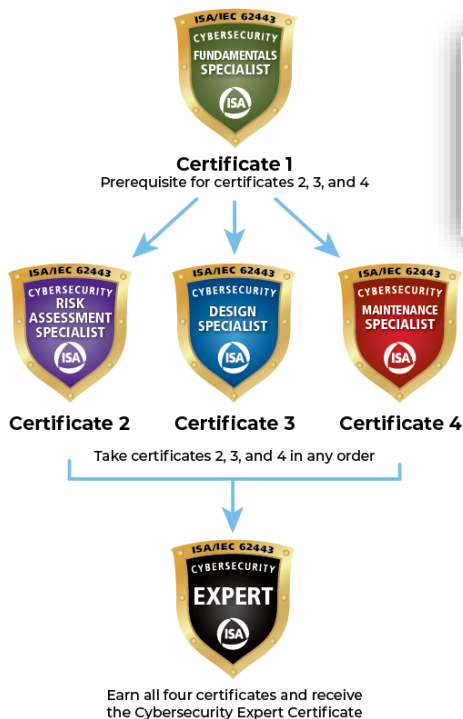 ISA/IEC 62443
CYBERSECURITY
FUNDAMENTALS
SPECIALIST
ISA
Certificate 1
Prerequisite for certificates 2, 3, and 4
ISA/IEC 62443
CYBERSECURITY
RISK
ASSESSMENT
SPECIALIST
ISA
Certificate 2
ISA/IEC 62443
CYBERSECURITY
DESIGN
SPECIALIST
ISA
Certificate 3
ISA/IEC 62443
CYBERSECURITY
MAINTENANCE
SPECIALIST
ISA
Certificate 4
Take certificates 2, 3, and 4 in any order
ISA/IEC 62443
CYBERSECURITY
EXPERT
ISA
Earn all four certificates and receive
the Cybersecurity Expert Certificate